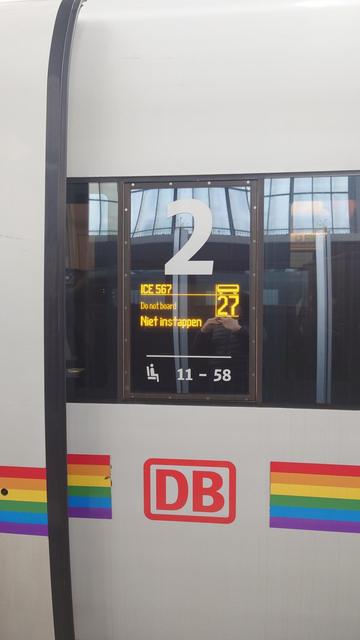 2
ICE 567
Do not board
27
Niet instappen
11 - 58
DB